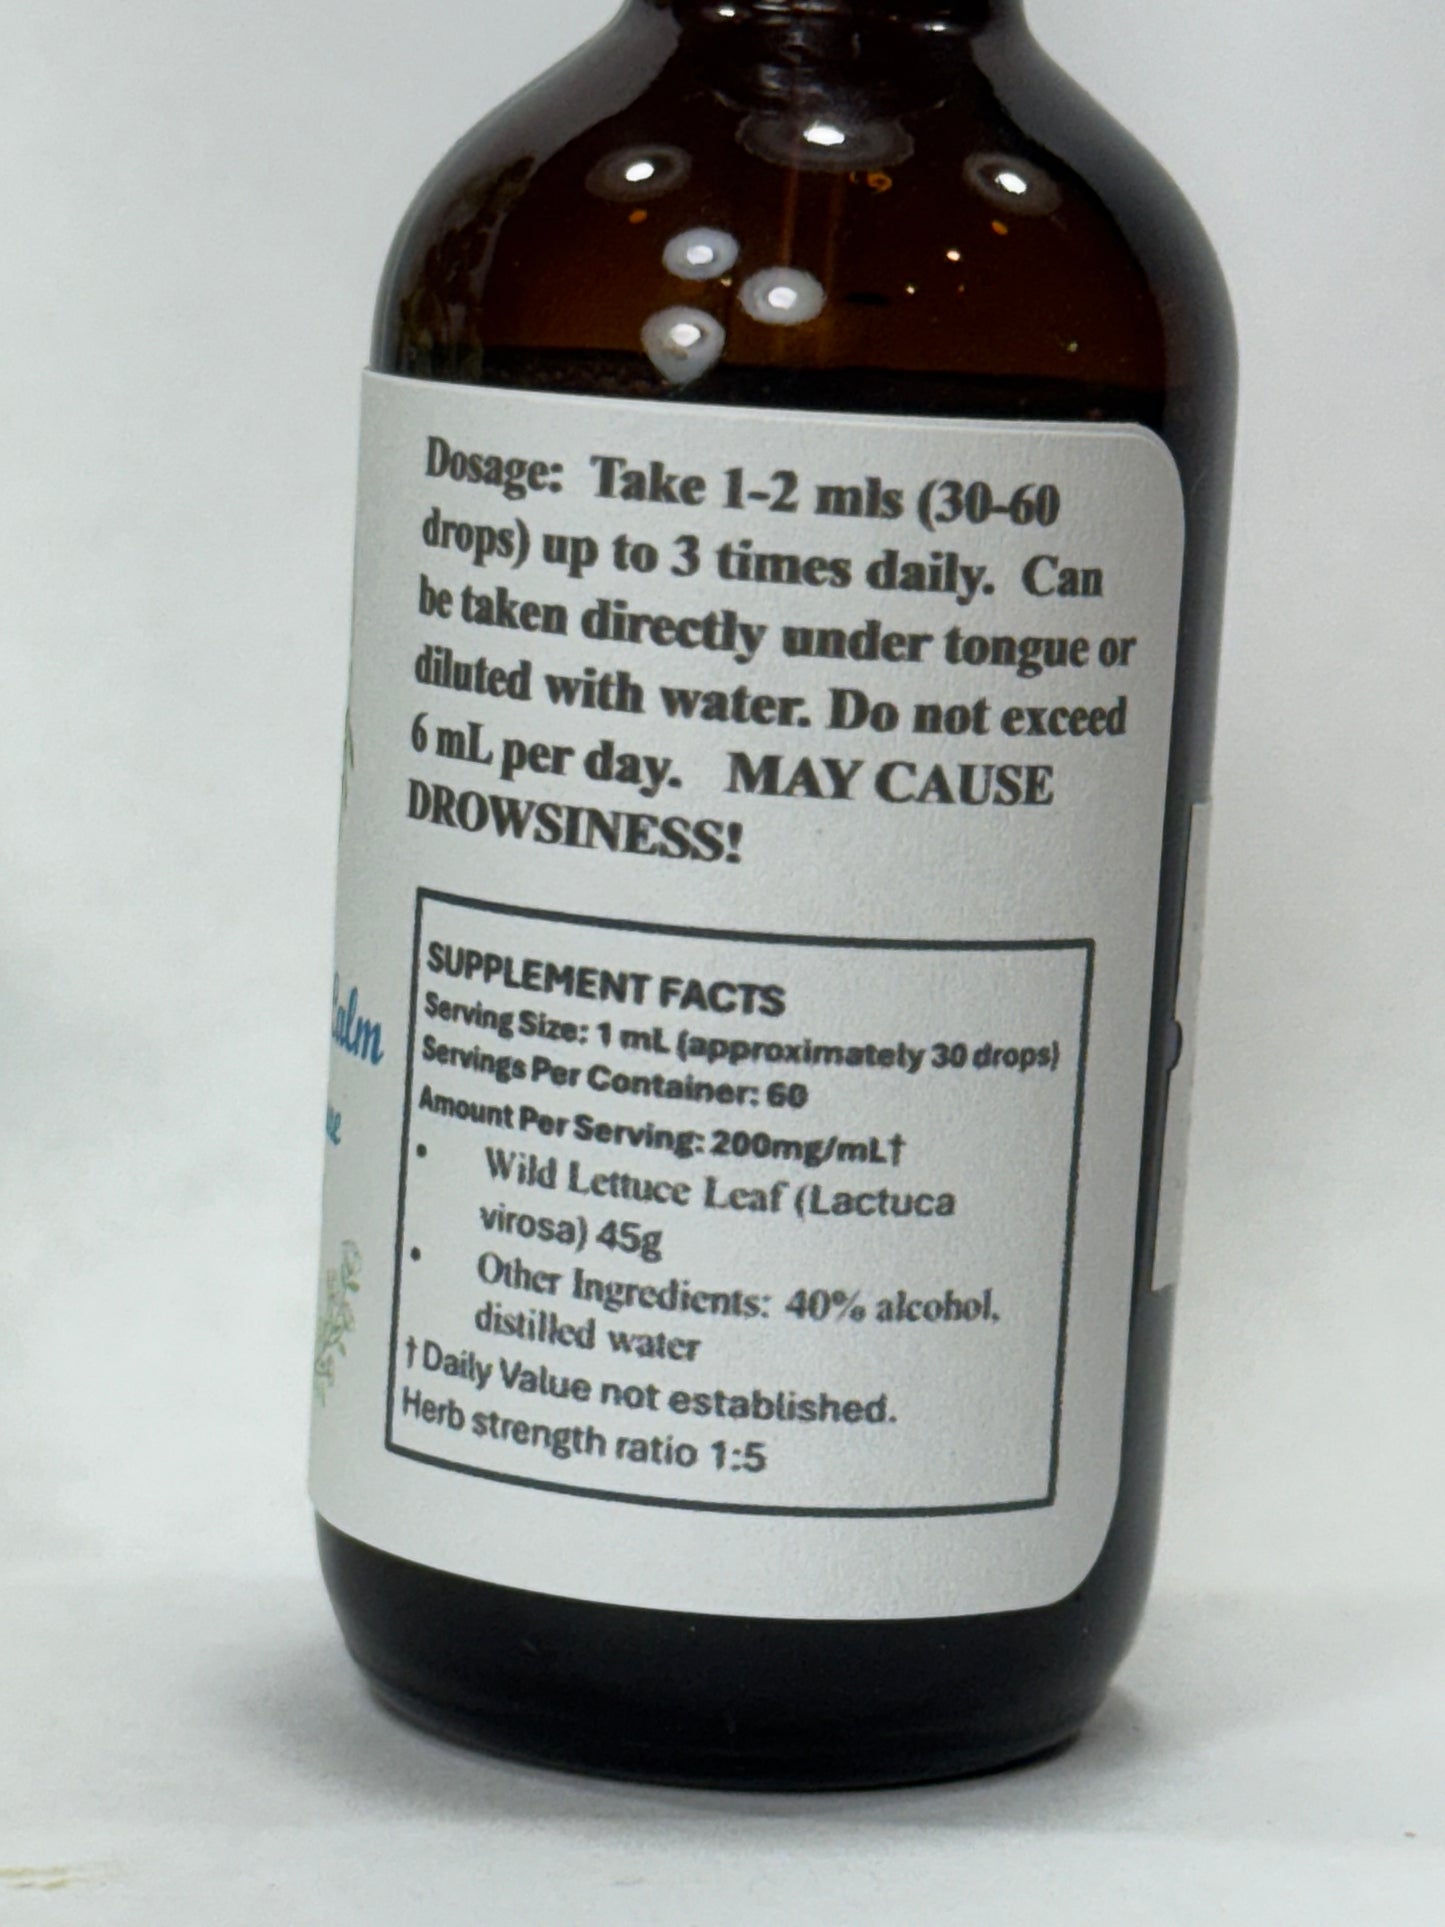 Dosage: Take 1-2 mls (30-60
drops) up to 3 times daily. Can
be taken directly under tongue or
diluted with water. Do not exceed
6 mL per day. MAY CAUSE
DROWSINESS!
SUPPLEMENT FACTS
Serving Size: 1 mL (approximately 30 drops)
Servings Per Container: 60
Amount Per Serving: 200mg/mL†
• Wild Lettuce Leaf (Lactuca
virosa) 45g
• Other Ingredients: 40% alcohol,
distilled water
† Daily Value not established.
Herb strength ratio 1:5